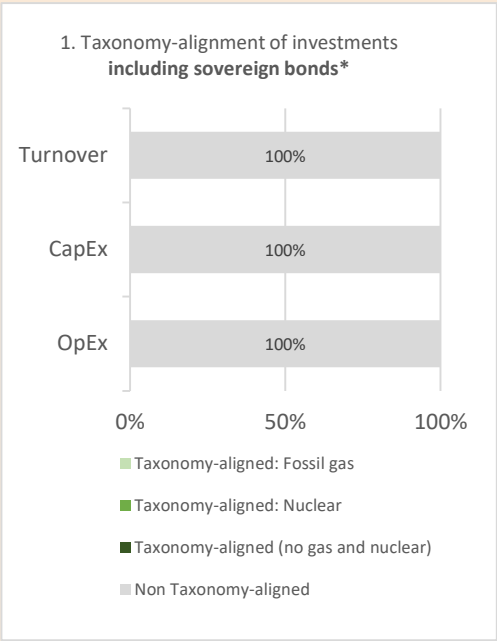 1. Taxonomy-alignment of investments
including sovereign bonds*
Turnover
100%
CapEx
100%
OpEx
100%
0%
50%
100%
Taxonomy-aligned: Fossil gas
Taxonomy-aligned: Nuclear
Taxonomy-aligned (no gas and nuclear)
Non Taxonomy-aligned